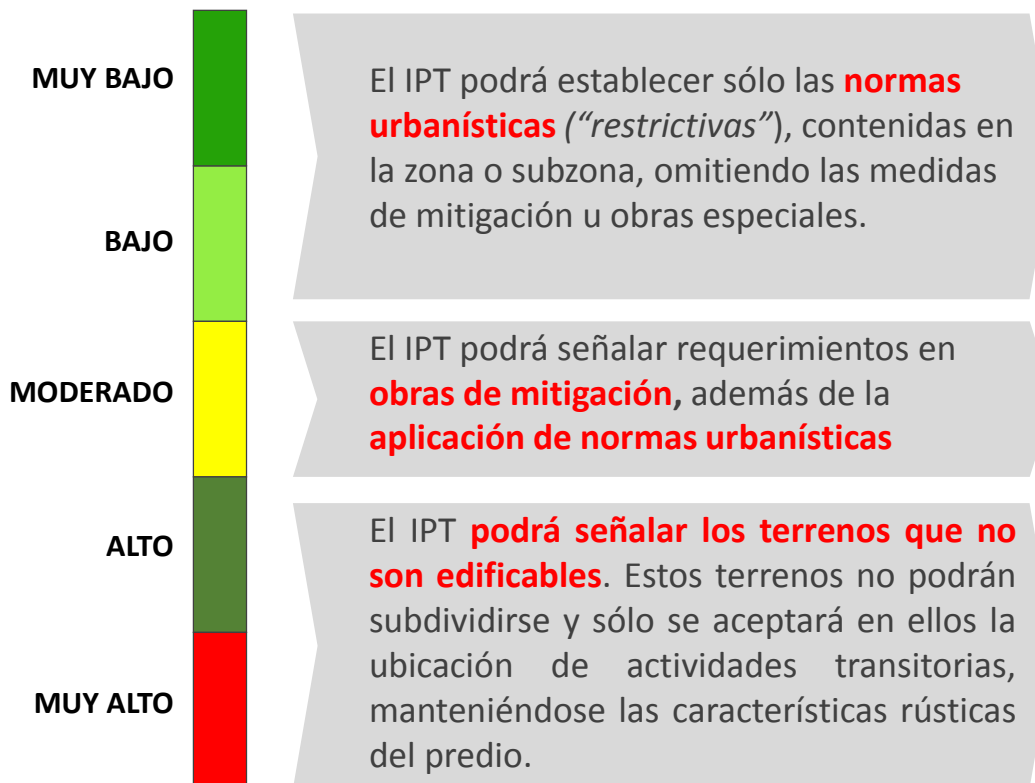 MUY BAJO
El IPT podrá establecer sólo las normas
urbanísticas (“restrictivas”), contenidas en
la zona o subzona, omitiendo las medidas
de mitigación u obras especiales.
BAJO
MODERADO
El IPT podrá señalar requerimientos en
obras de mitigación, además de la
aplicación de normas urbanísticas
ALTO
El IPT podrá señalar los terrenos que no
son edificables. Estos terrenos no podrán
subdividirse y sólo se aceptará en ellos la
ubicación de actividades transitorias,
manteniéndose las características rústicas
del predio.
MUY ALTO